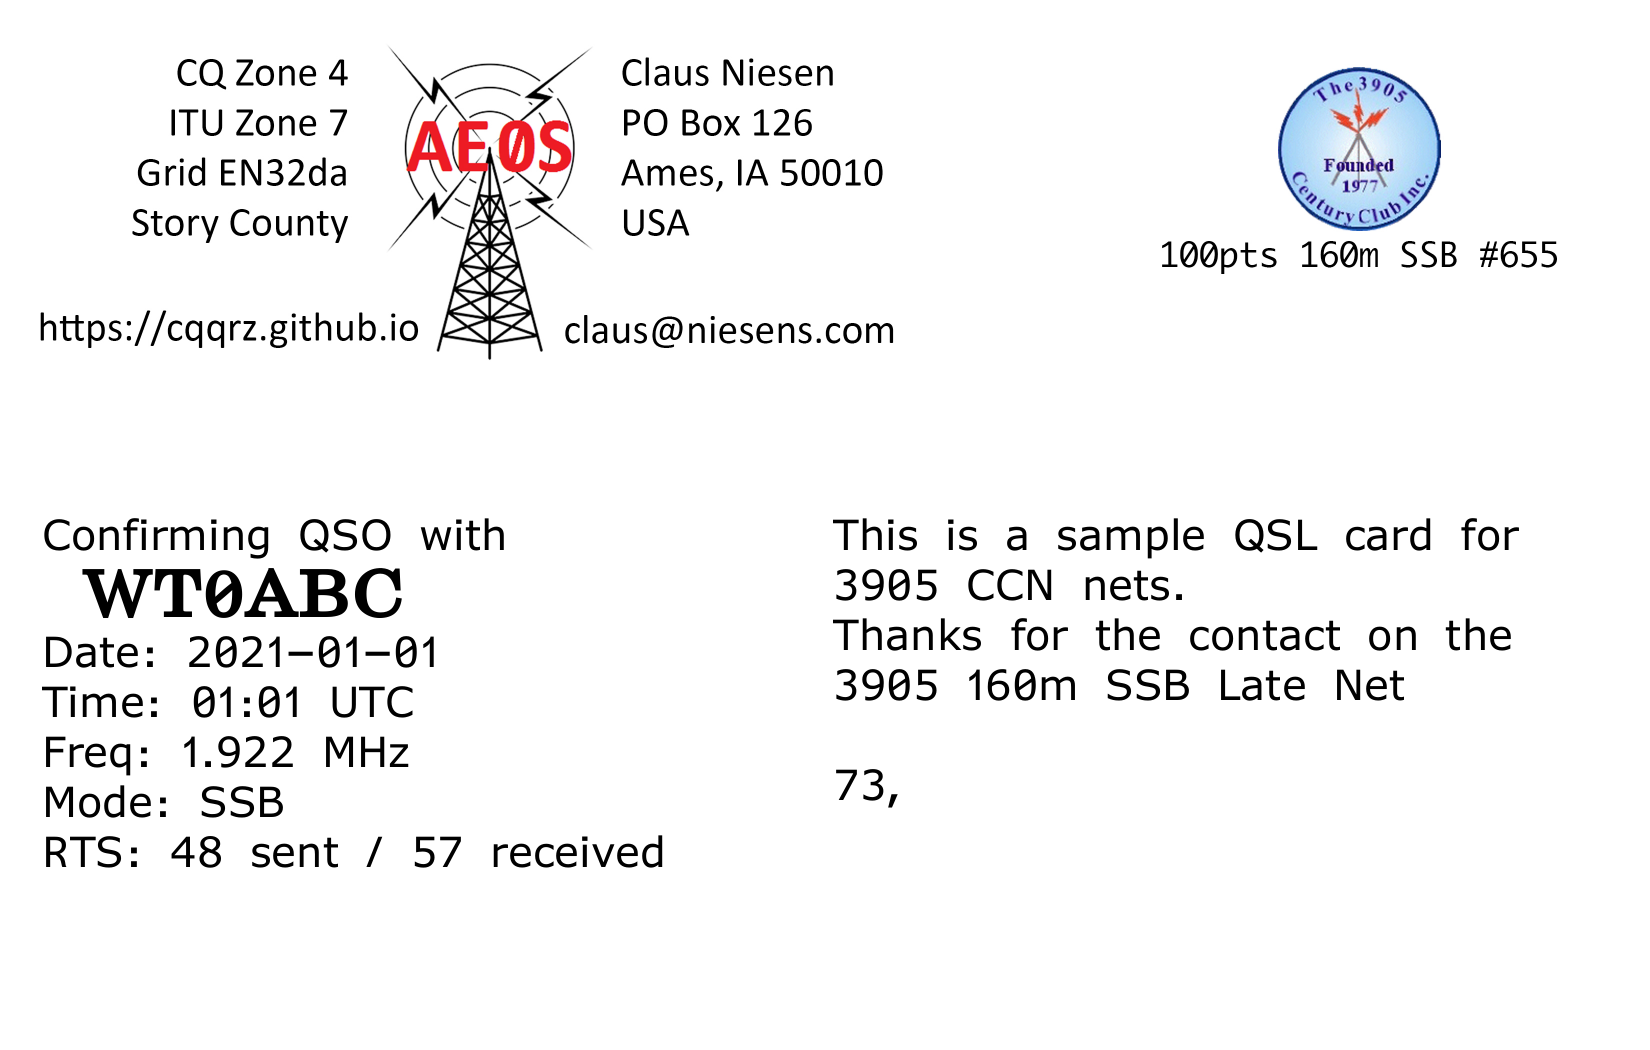 CQ Zone 4
ITU Zone 7
Grid EN32da
Story County
AE0S
Claus Niesen
PO Box 126
Ames, IA 50010
USA
https://cqqrz.github.io
claus@niesens.com
The 3905
Founded
1977
Century Club Inc.
100pts 160m SSB #655
Confirming QSO with
WT0ABC
Date: 2021-01-01
Time: 01:01 UTC
Freq: 1.922 MHz
Mode: SSB
RTS: 48 sent / 57 received
This is a sample QSL card for
3905 CCN nets.
Thanks for the contact on the
3905 160m SSB Late Net
73,